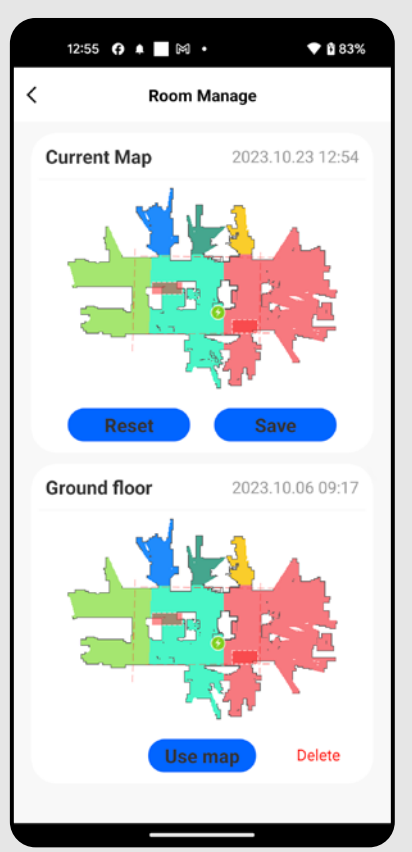 12:55 83%
Room Manage
Current Map 2023.10.23 12:54
Reset Save
Ground floor 2023.10.06 09:17
Use map Delete